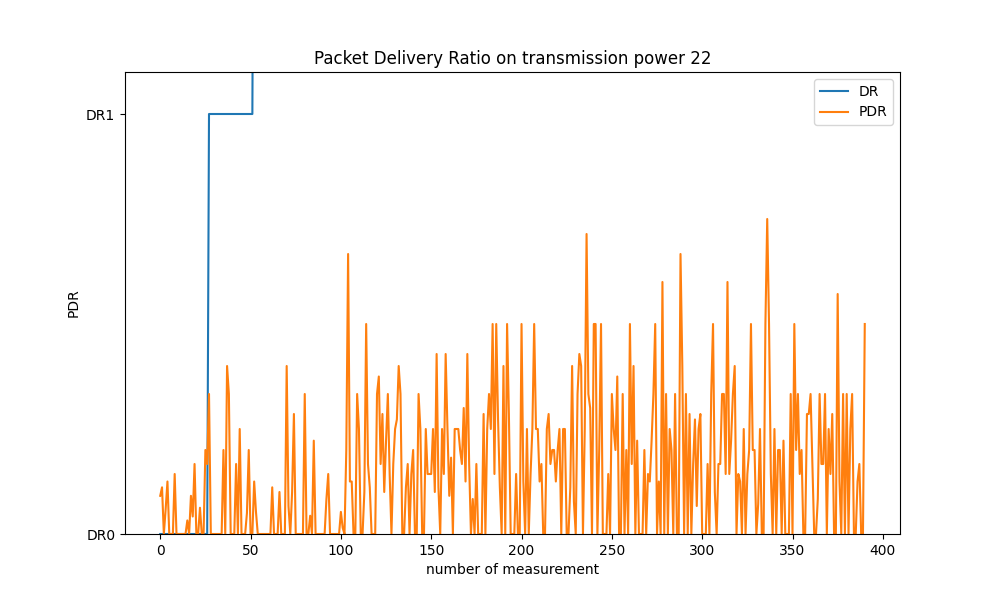 Packet Delivery Ratio on transmission power 22
DR
PDR
DR1
PDR
DR0
0 50 100 150 200 250 300 350 400
number of measurement